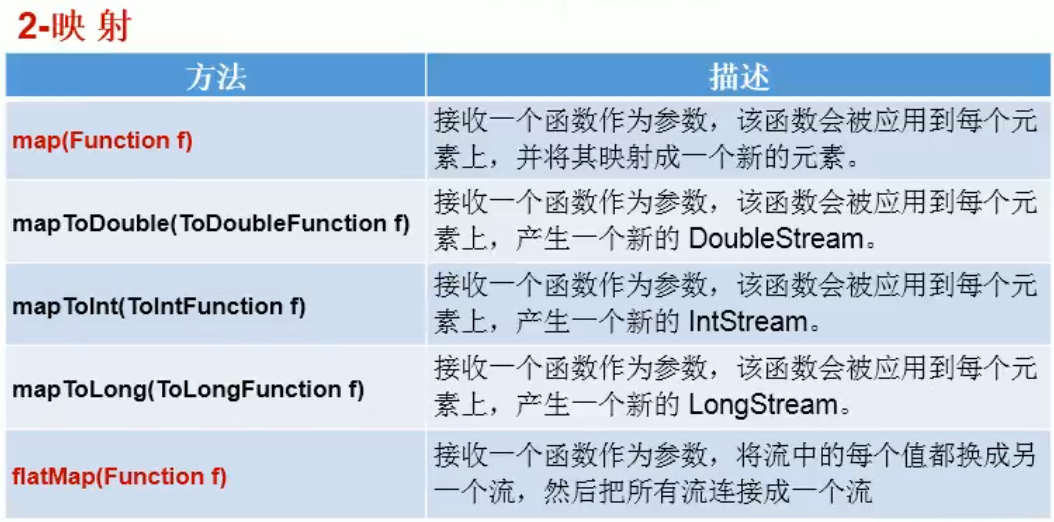 2-映 射
方法
描述
map(Function f)
接收一个函数作为参数，该函数会被应用到每个元
素上，并将其映射成一个新的元素。
mapToDouble(ToDoubleFunction f)
接收一个函数作为参数，该函数会被应用到每个元
素上，产生一个新的 DoubleStream。
mapToInt(ToIntFunction f)
接收一个函数作为参数，该函数会被应用到每个元
素上，产生一个新的 IntStream。
mapToLong(ToLongFunction f)
接收一个函数作为参数，该函数会被应用到每个元
素上，产生一个新的 LongStream。
flatMap(Function f)
接收一个函数作为参数，将流中的每个值都换成另
一个流，然后把所有流连接成一个流